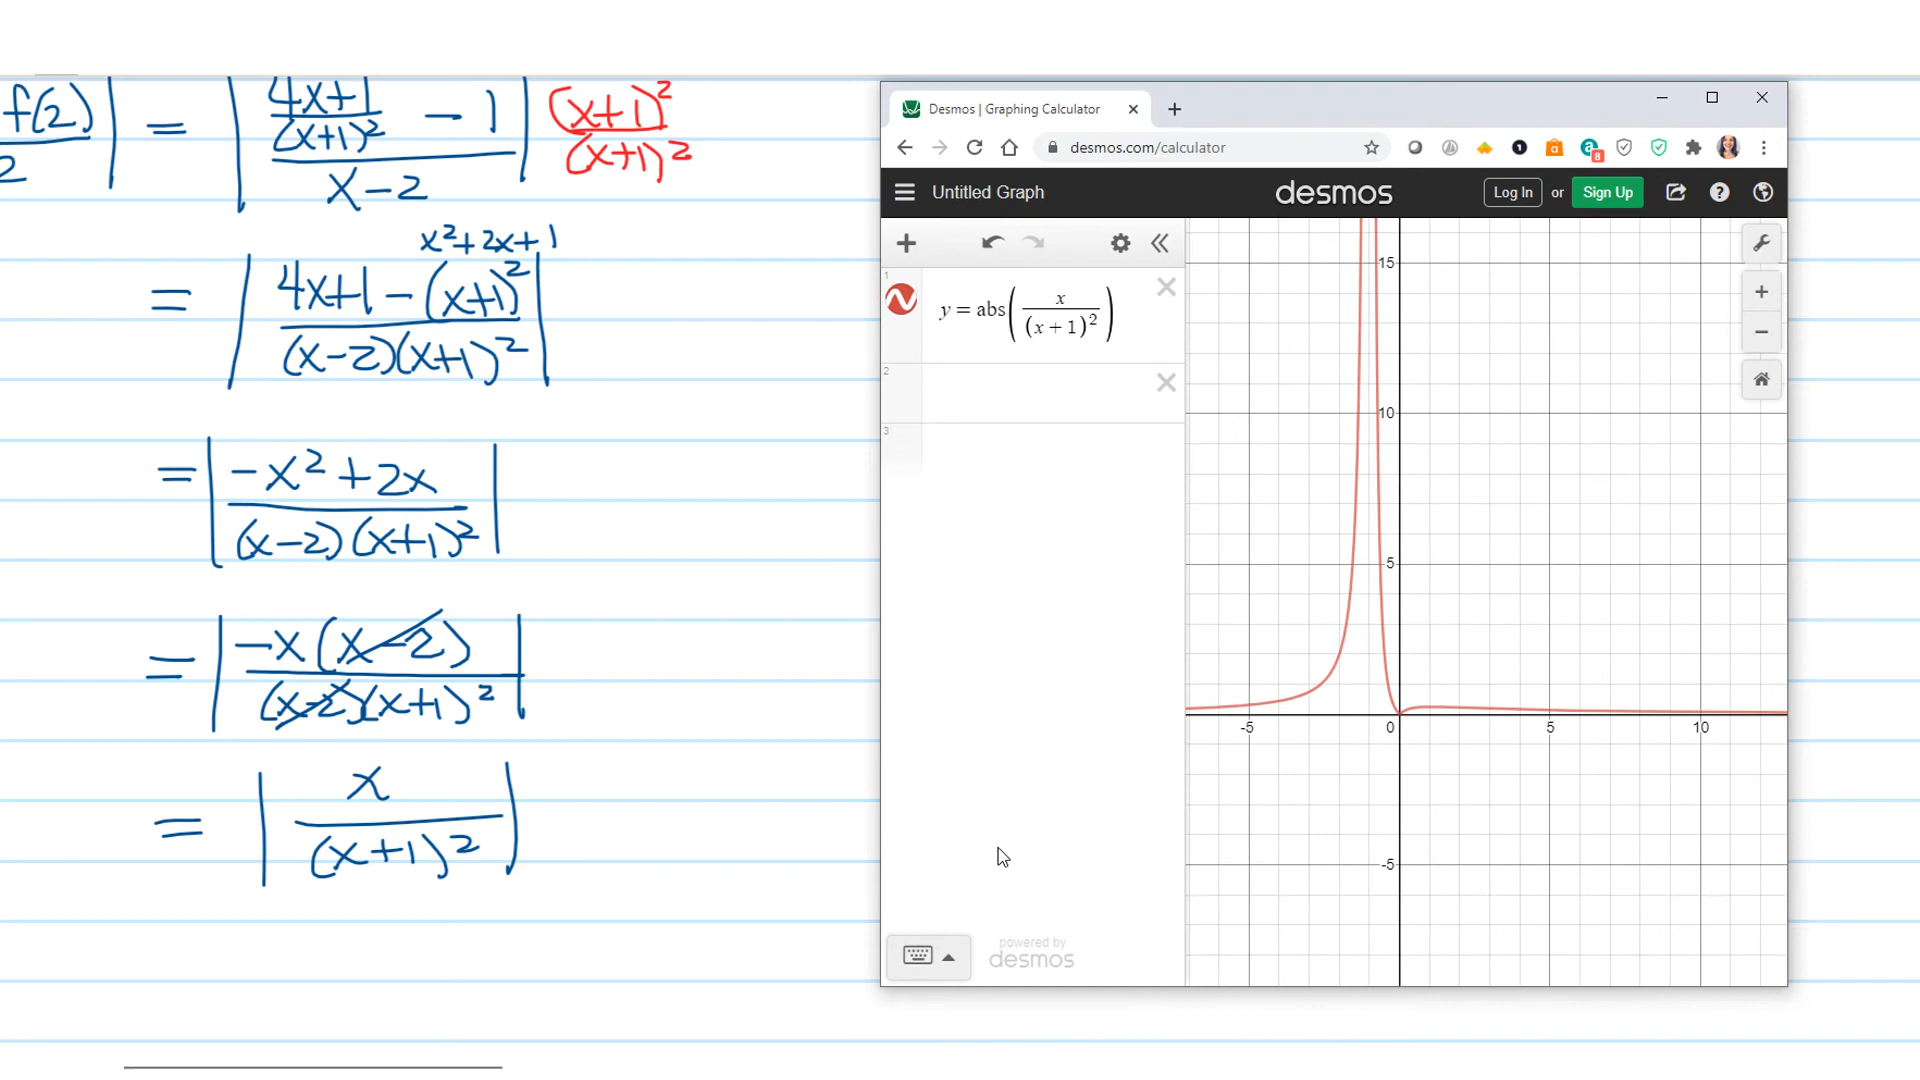 f(2)
2
= | (4x+1)/(x+1)² − 1 / x−2 | (x+1)²/(x+1)²
x²+2x+1
= | 4x+1 − (x+1)² / (x−2)(x+1)² |
= | −x²+2x / (x−2)(x+1)² |
= | −x(x−2) / (x−2)(x+1)² |
= | x / (x+1)² |
Desmos | Graphing Calculator
desmos.com/calculator
1
a
a
8
Untitled Graph
desmos
Log In or Sign Up
?
1
y = abs( x / (x + 1)² )
2
3
powered by
desmos
15
10
5
-5 0 5 10
-5